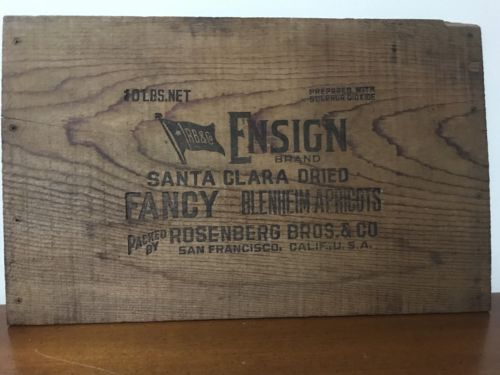 10 LBS. NET
PREPARED WITH
SULPHUR DIOXIDE
RB&Co
ENSIGN
BRAND
SANTA CLARA DRIED
FANCY BLENHEIM APRICOTS
PACKED BY ROSENBERG BROS. & CO
SAN FRANCISCO, CALIF., U.S.A.